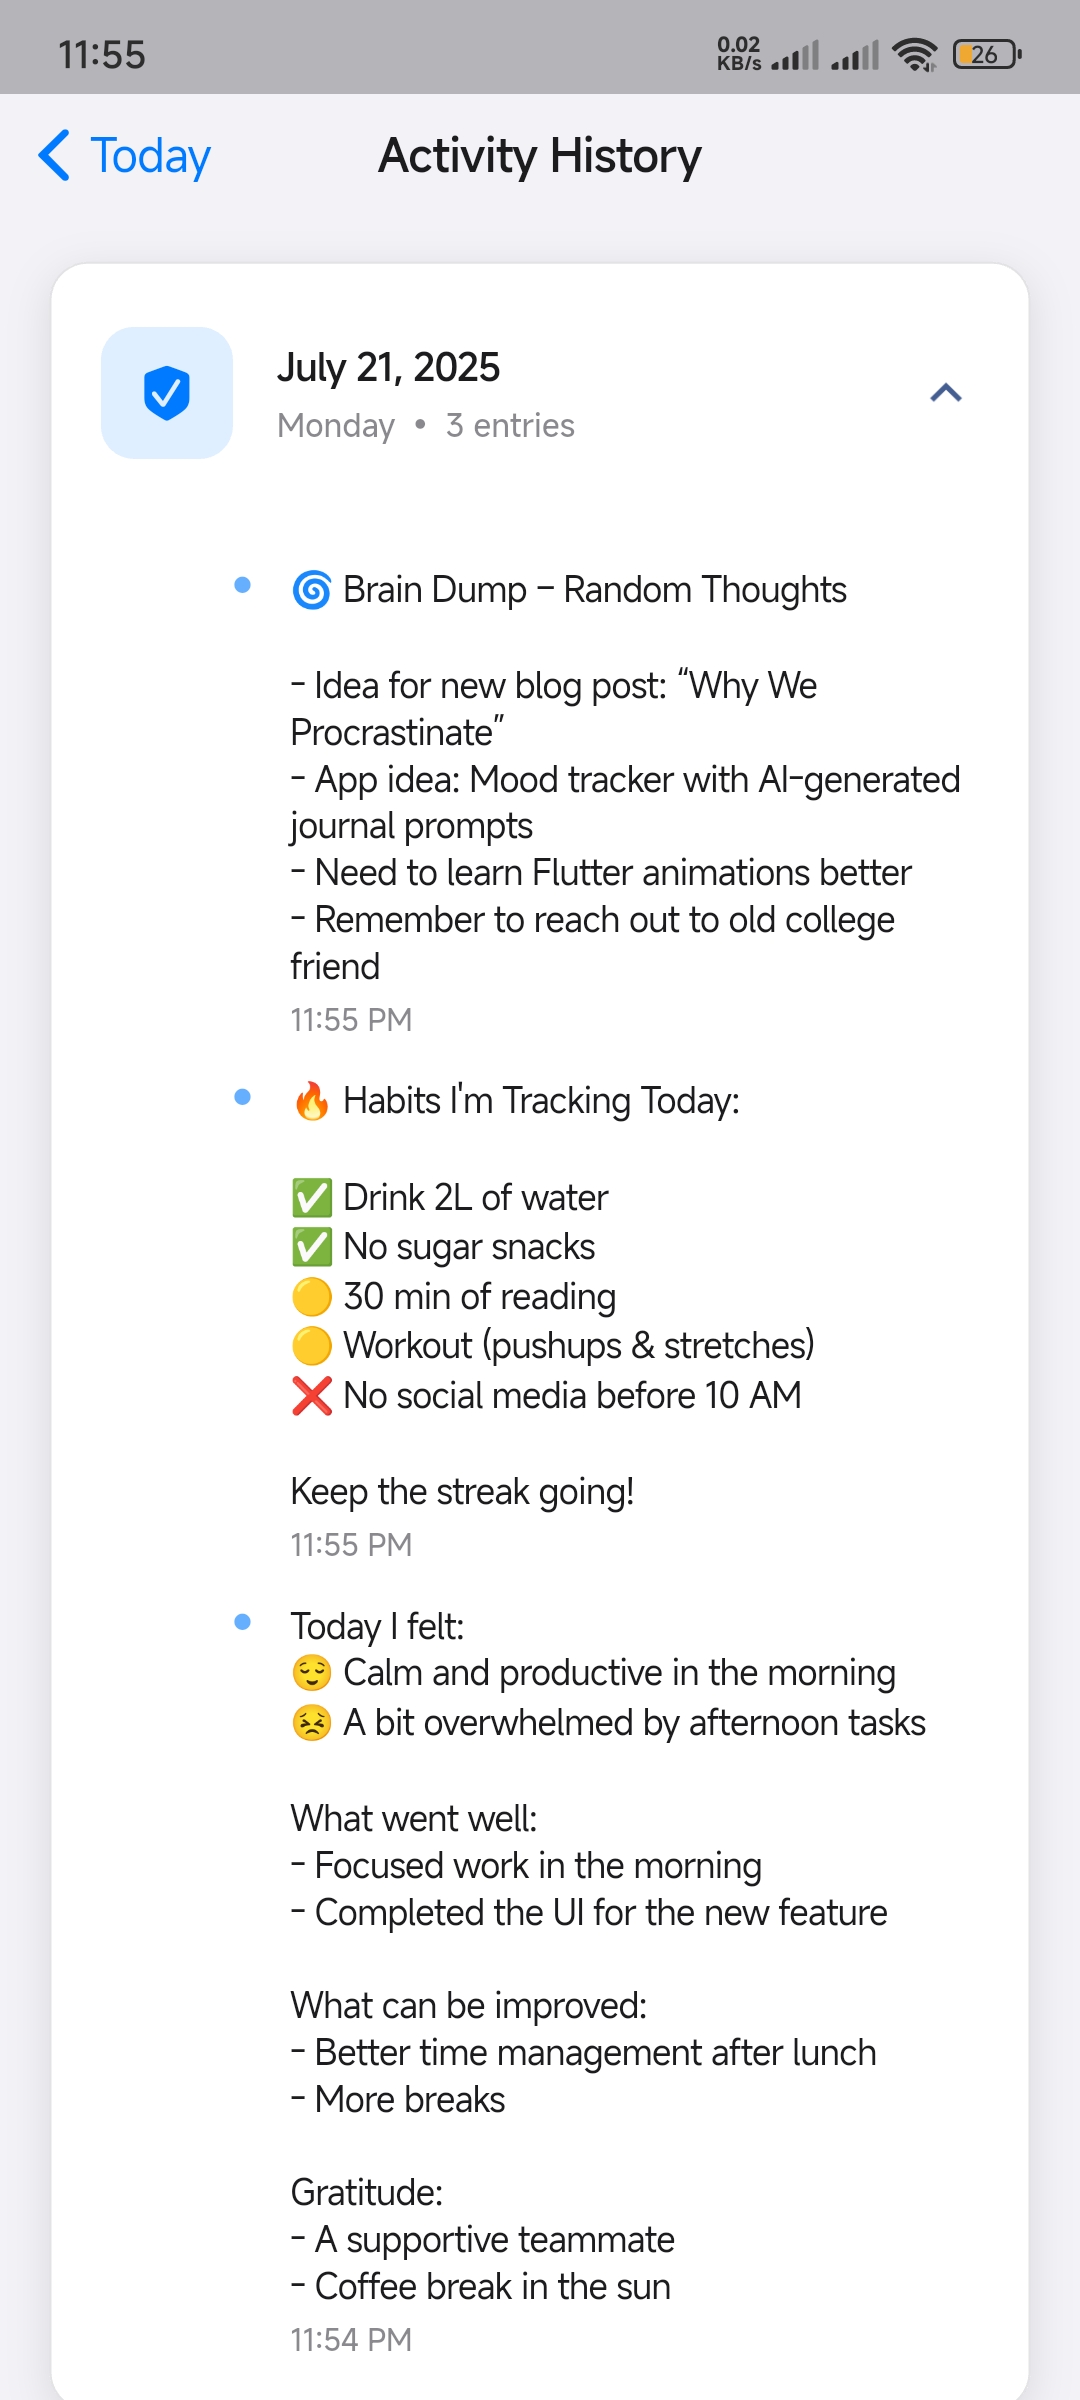 11:55
0.02
KB/s
26
Today
Activity History
July 21, 2025
Monday • 3 entries
🌀 Brain Dump – Random Thoughts
- Idea for new blog post: “Why We
Procrastinate”
- App idea: Mood tracker with AI-generated
journal prompts
- Need to learn Flutter animations better
- Remember to reach out to old college
friend
11:55 PM
🔥 Habits I'm Tracking Today:
✅ Drink 2L of water
✅ No sugar snacks
🟡 30 min of reading
🟡 Workout (pushups & stretches)
❌ No social media before 10 AM
Keep the streak going!
11:55 PM
Today I felt:
😌 Calm and productive in the morning
😣 A bit overwhelmed by afternoon tasks
What went well:
- Focused work in the morning
- Completed the UI for the new feature
What can be improved:
- Better time management after lunch
- More breaks
Gratitude:
- A supportive teammate
- Coffee break in the sun
11:54 PM